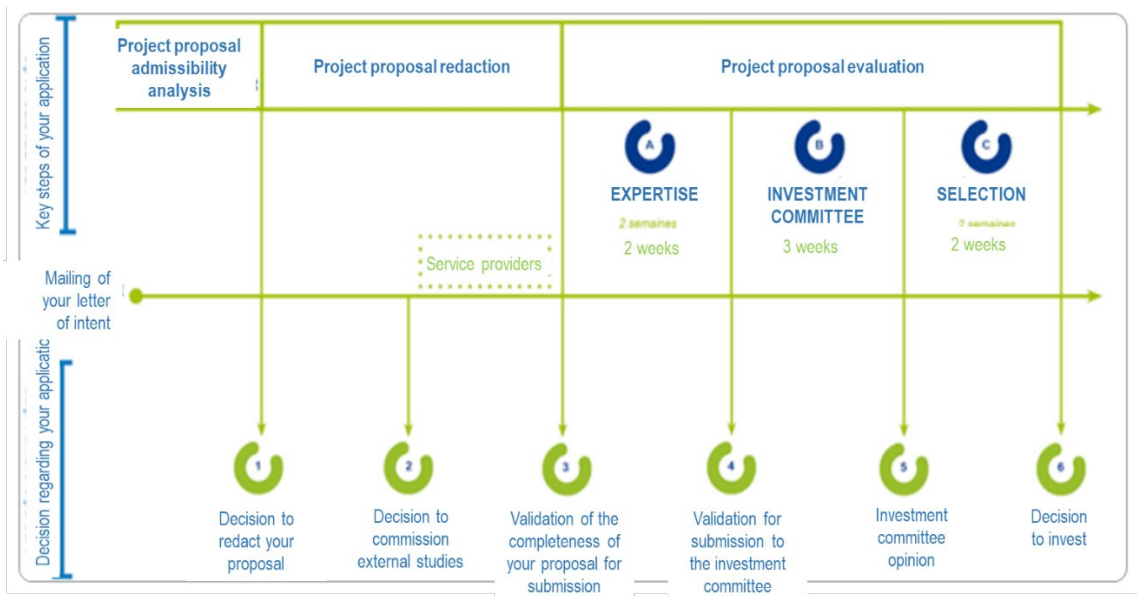 Key steps of your application
Project proposal
admissibility
analysis
Project proposal redaction
Project proposal evaluation
A
B
C
EXPERTISE
INVESTMENT
COMMITTEE
SELECTION
2 semaines
semaines
2 weeks
3 weeks
2 weeks
Service providers
Mailing of
your letter
of intent
Decision regarding your applicatic
1
2
3
4
5
6
Decision to
redact your
proposal
Decision to
commission
external studies
Validation of the
completeness of
your proposal for
submission
Validation for
submission to
the investment
committee
Investment
committee
opinion
Decision
to invest